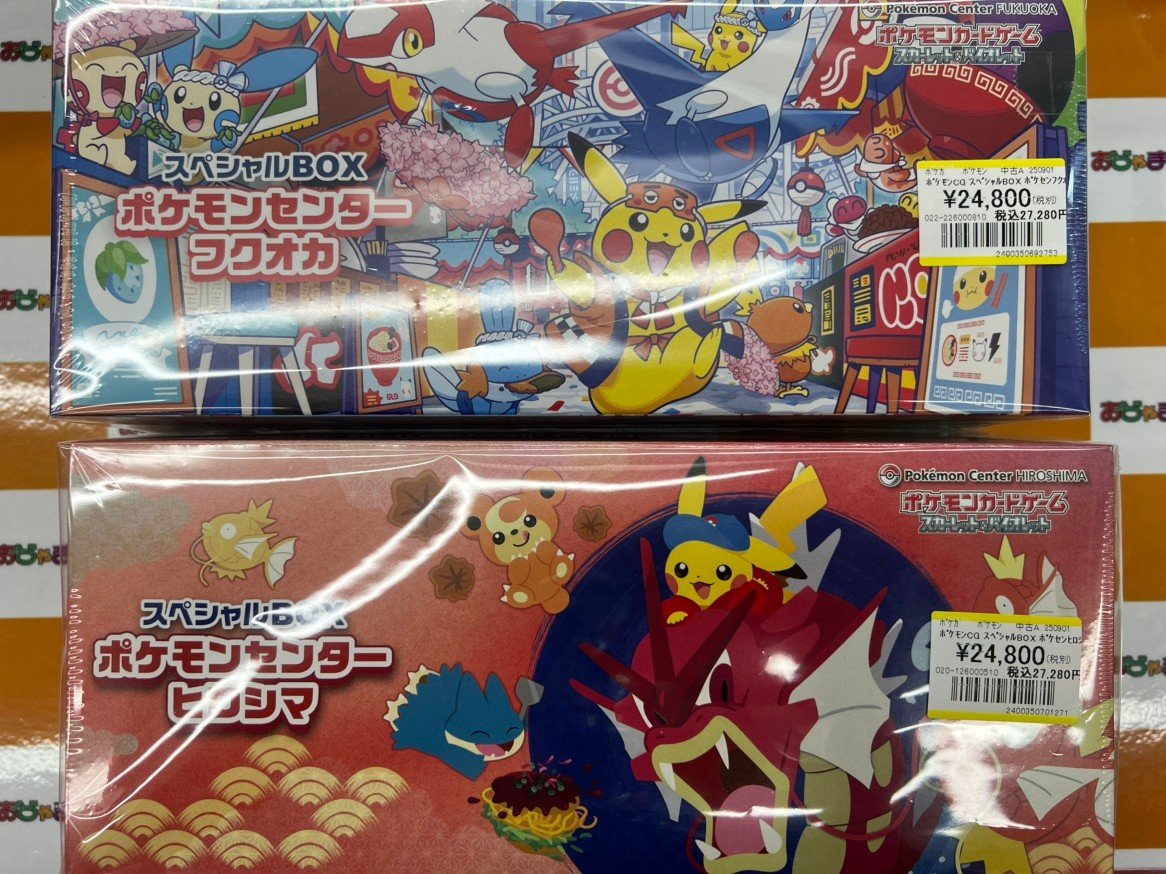 Pokémon Center FUKUOKA
ポケモンカードゲーム
スカーレット&バイオレット
スペシャルBOX
ポケモンセンター
フクオカ
ポケカ ポケモン 中古A 250901
ポケモンCG スペシャルBOX ポケセンフクオ
¥24,800(税別)
022-226000810 税込27,280円
2400350692753
Pokémon Center HIROSHIMA
ポケモンカードゲーム
スカーレット&バイオレット
スペシャルBOX
ポケモンセンター
ヒロシマ
ポケカ ポケモン 中古A 250901
ポケモンCG スペシャルBOX ポケセンヒロシ
¥24,800(税別)
020-126000510 税込27,280円
2400350701271